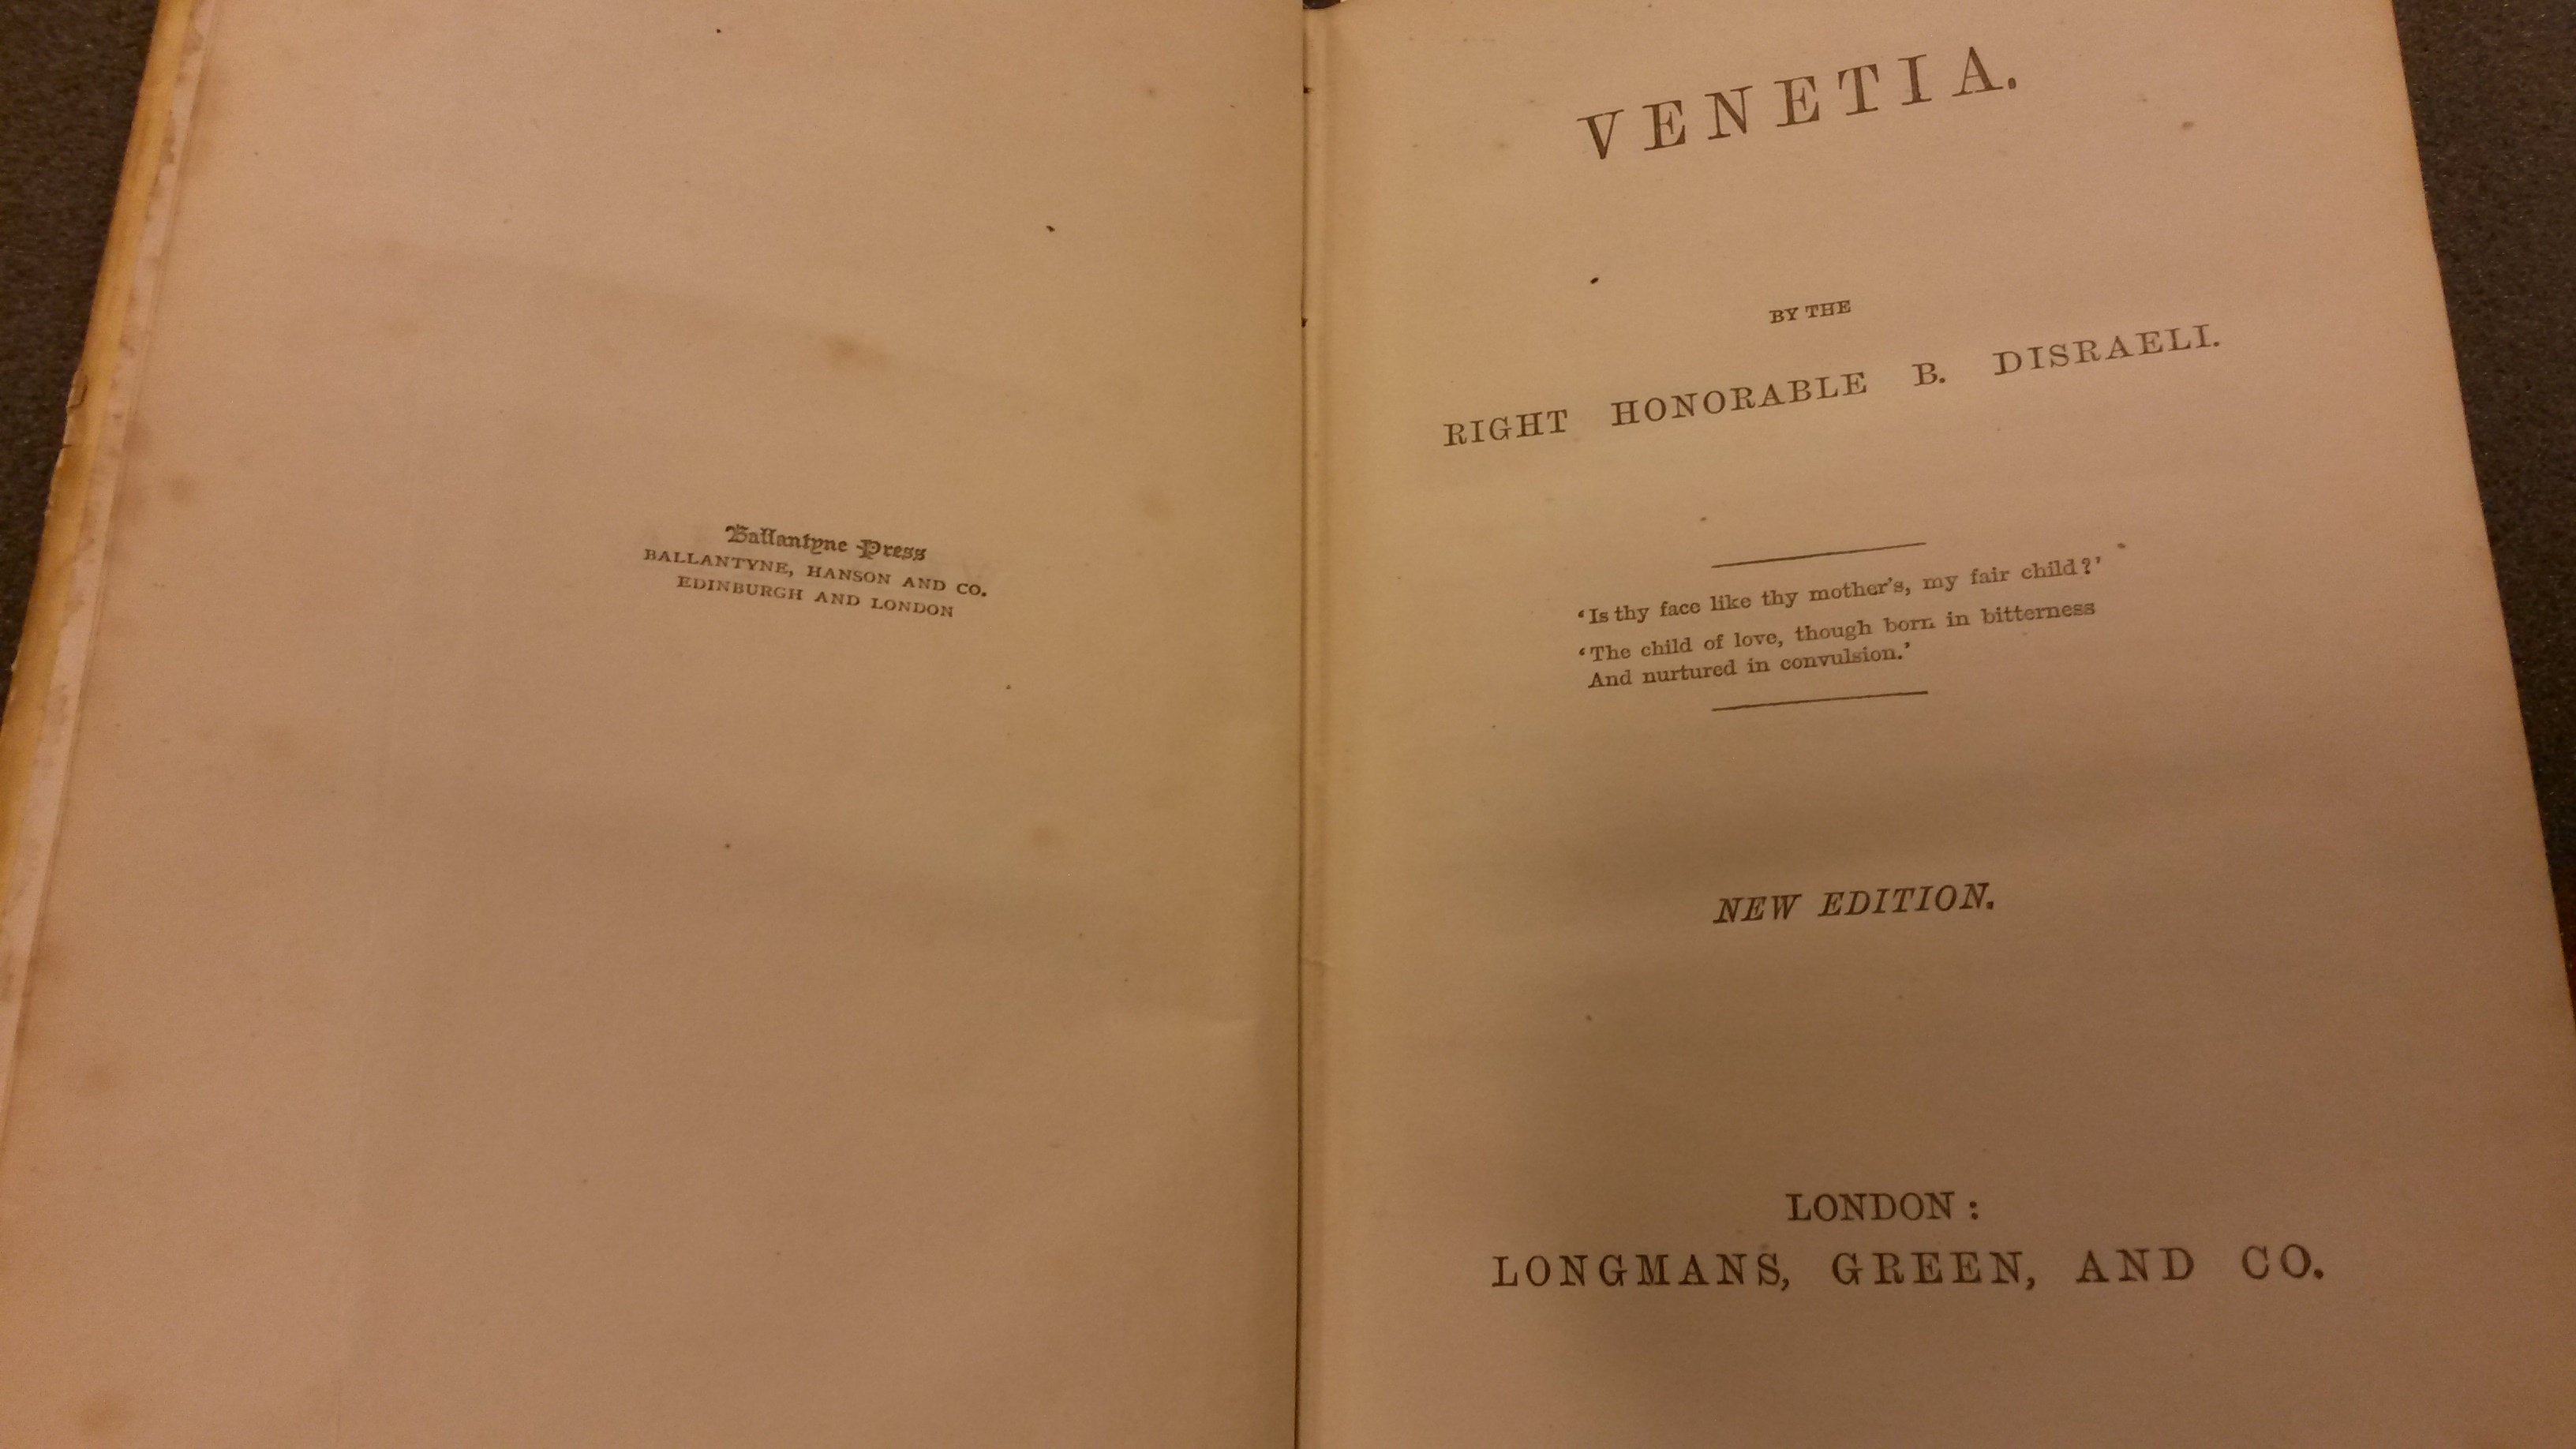 Ballantyne Press
BALLANTYNE, HANSON AND CO.
EDINBURGH AND LONDON
VENETIA.
BY THE
RIGHT HONORABLE B. DISRAELI.
‘Is thy face like thy mother's, my fair child?’
‘The child of love, though born in bitterness
And nurtured in convulsion.’
NEW EDITION.
LONDON:
LONGMANS, GREEN, AND CO.